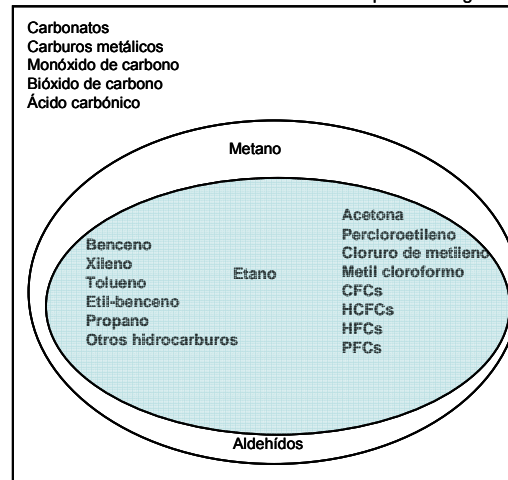 Carbonatos
Carburos metálicos
Monóxido de carbono
Bióxido de carbono
Ácido carbónico
Metano
Benceno
Xileno
Tolueno
Etil-benceno
Propano
Otros hidrocarburos
Etano
Acetona
Percloroetileno
Cloruro de metileno
Metil cloroformo
CFCs
HCFCs
HFCs
PFCs
Aldehídos